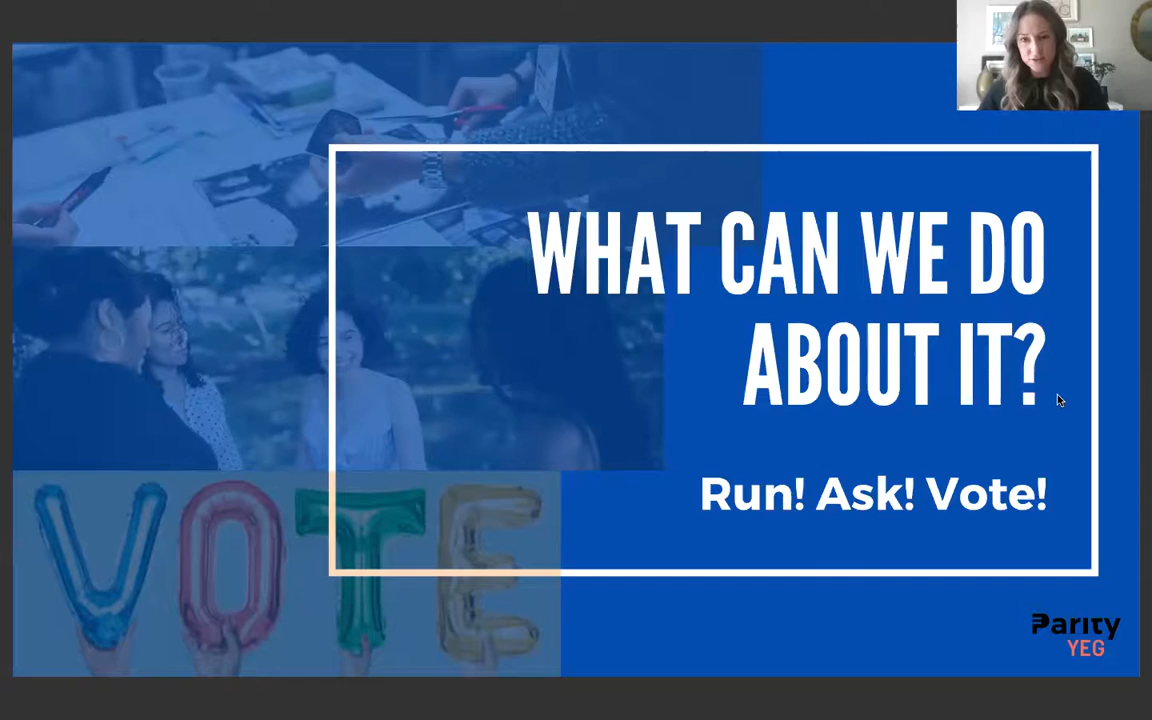 WHAT CAN WE DO
ABOUT IT?
Run! Ask! Vote!
VOTE
Parity
YEG